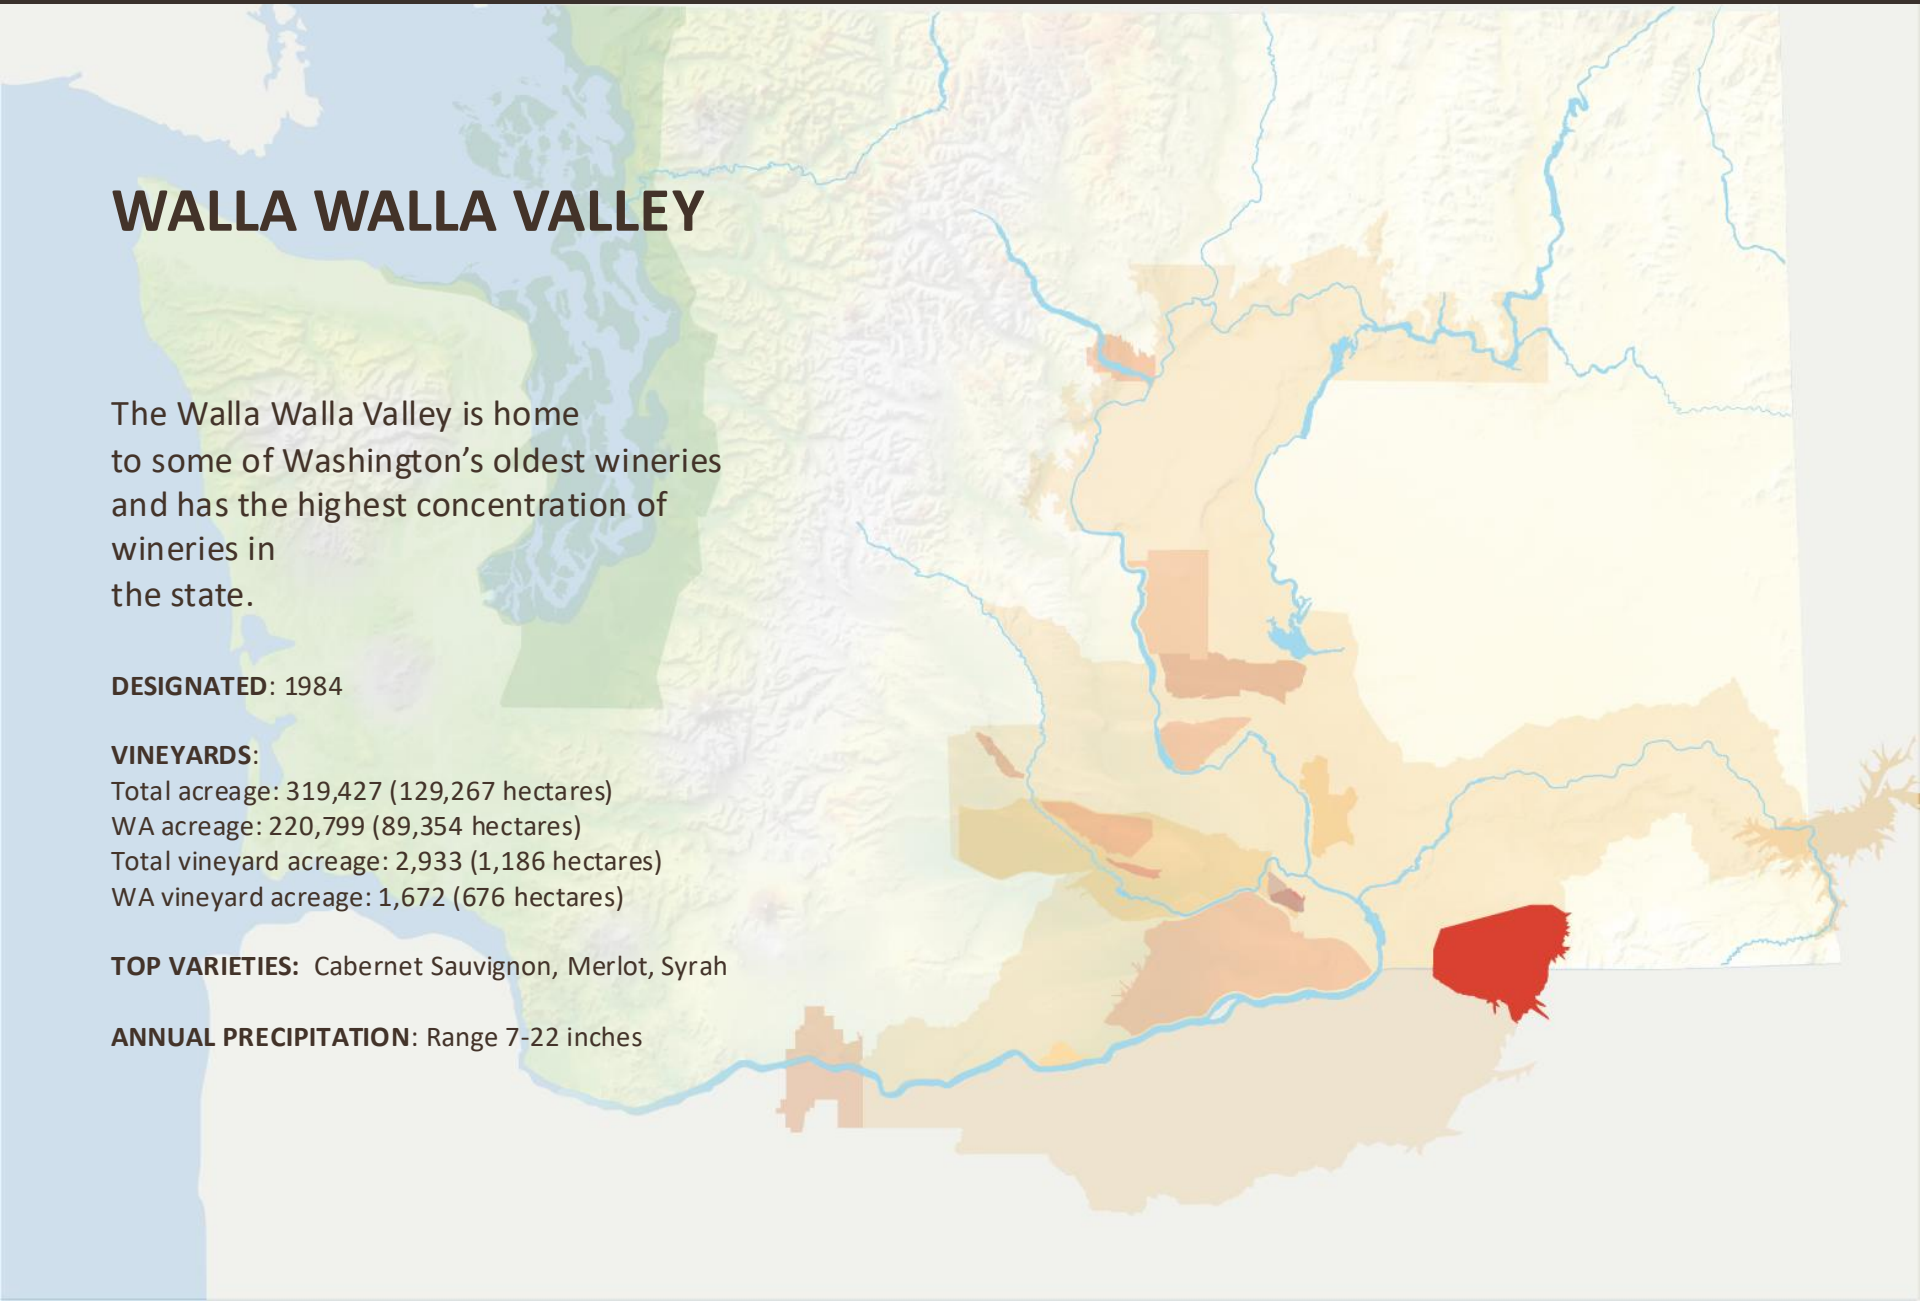 WALLA WALLA VALLEY
The Walla Walla Valley is home
to some of Washington’s oldest wineries
and has the highest concentration of
wineries in
the state.
DESIGNATED: 1984
VINEYARDS:
Total acreage: 319,427 (129,267 hectares)
WA acreage: 220,799 (89,354 hectares)
Total vineyard acreage: 2,933 (1,186 hectares)
WA vineyard acreage: 1,672 (676 hectares)
TOP VARIETIES: Cabernet Sauvignon, Merlot, Syrah
ANNUAL PRECIPITATION: Range 7-22 inches